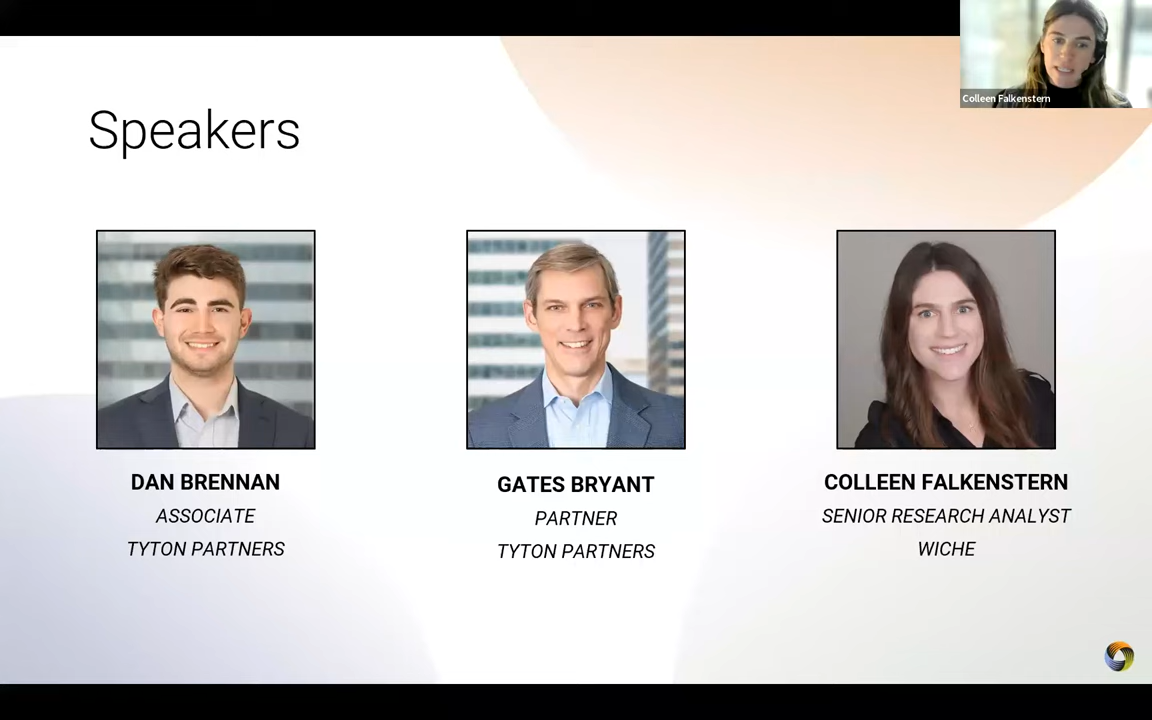 Colleen Falkenstern
Speakers
DAN BRENNAN
ASSOCIATE
TYTON PARTNERS
GATES BRYANT
PARTNER
TYTON PARTNERS
COLLEEN FALKENSTERN
SENIOR RESEARCH ANALYST
WICHE